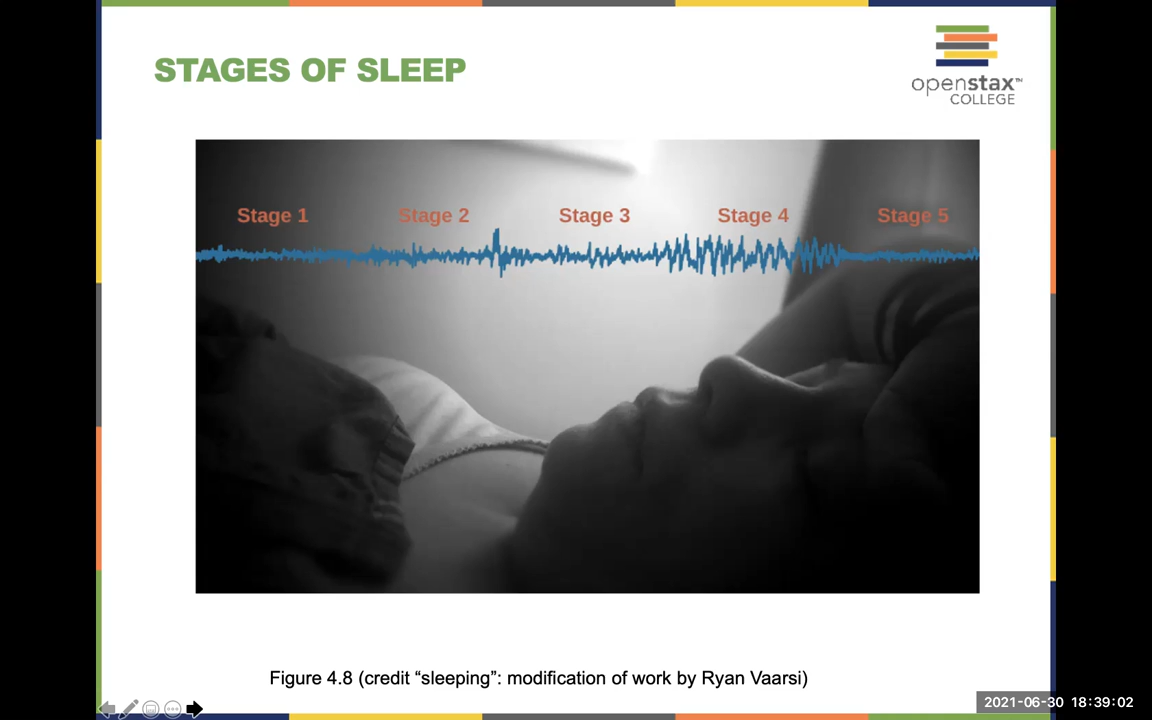 STAGES OF SLEEP
openstax™
COLLEGE
Stage 1 Stage 2 Stage 3 Stage 4 Stage 5
Figure 4.8 (credit “sleeping”: modification of work by Ryan Vaarsi)
2021-06-30 18:39:02